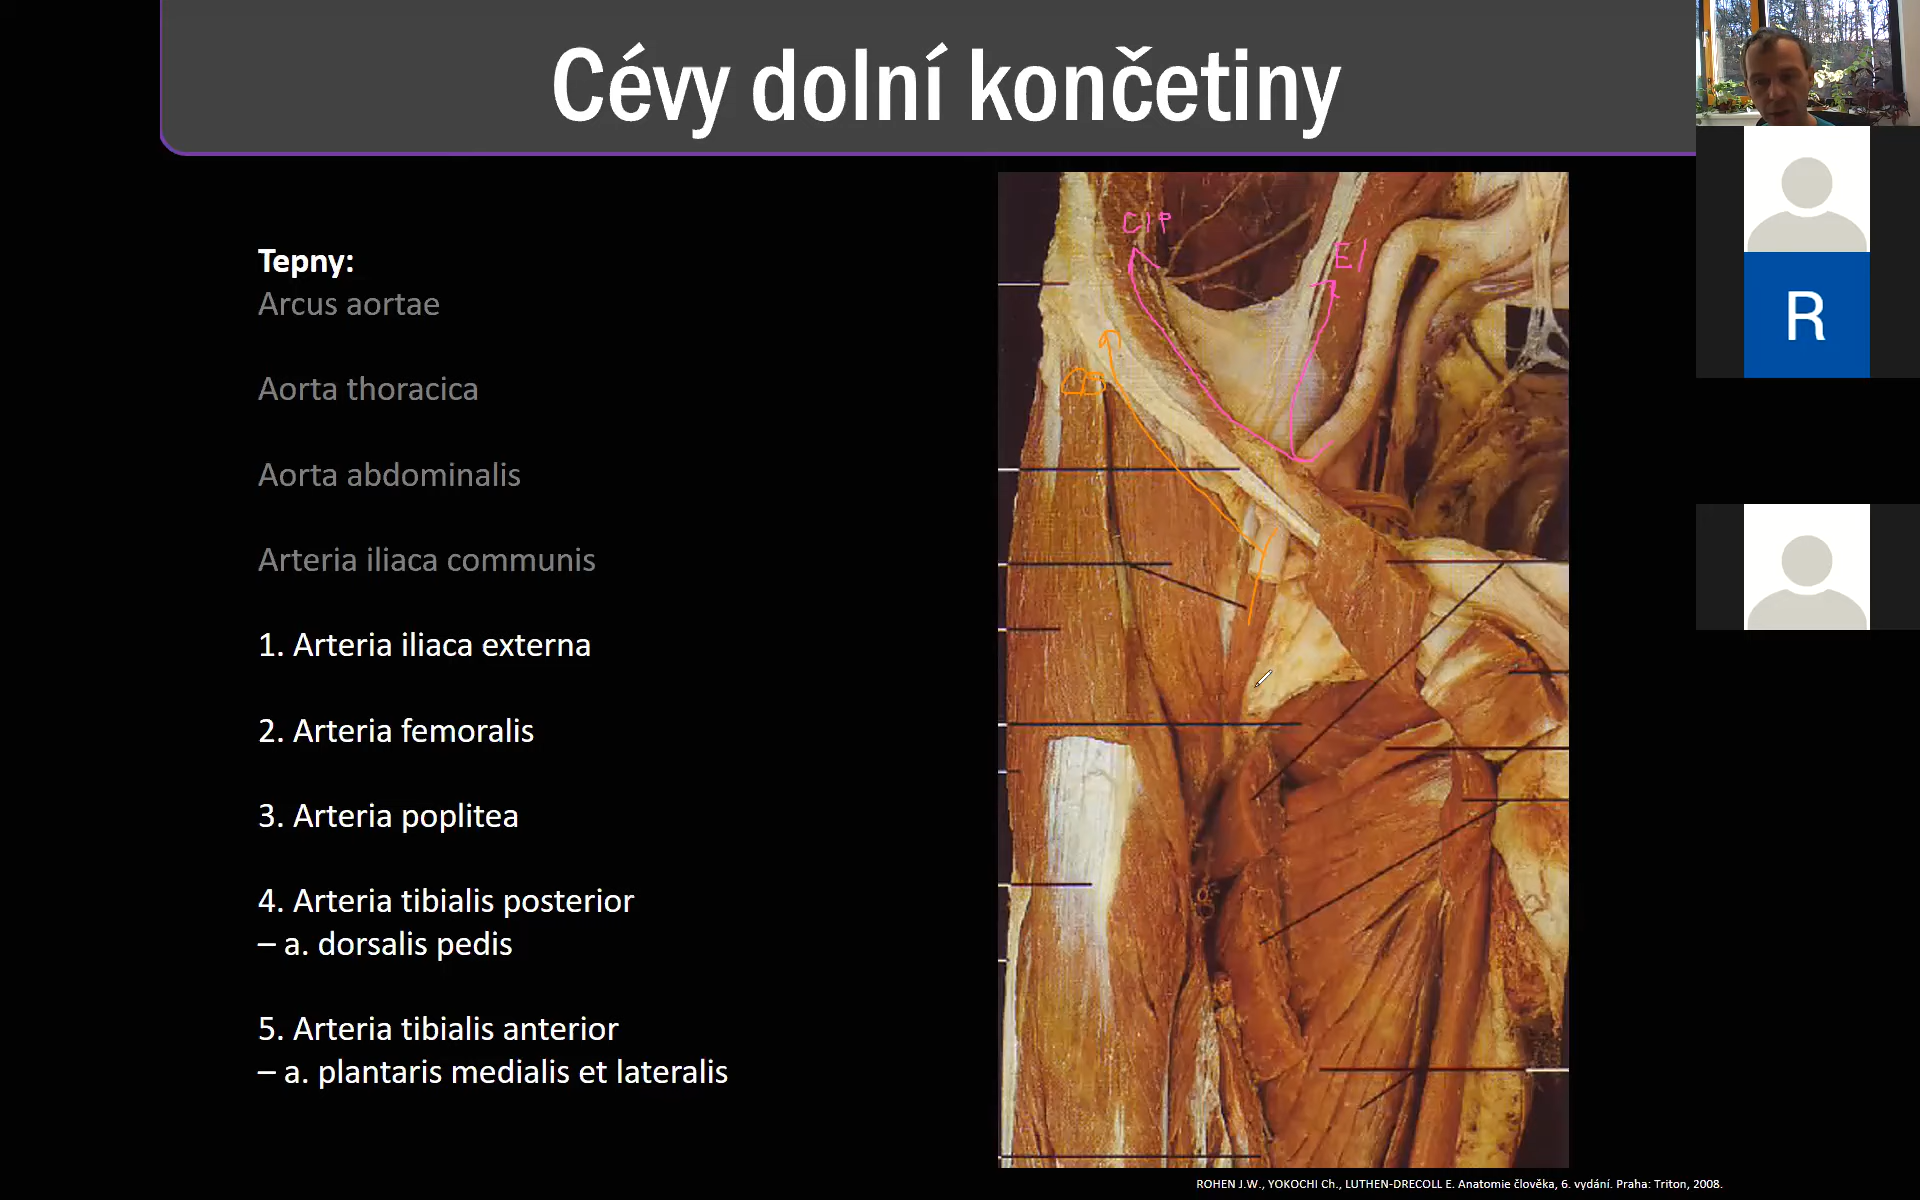 Cévy dolní končetiny
Tepny:
Arcus aortae
Aorta thoracica
Aorta abdominalis
Arteria iliaca communis
1. Arteria iliaca externa
2. Arteria femoralis
3. Arteria poplitea
4. Arteria tibialis posterior
– a. dorsalis pedis
5. Arteria tibialis anterior
– a. plantaris medialis et lateralis
CIP
EI
R
ROHEN J.W., YOKOCHI Ch., LUTHEN-DRECOLL E. Anatomie člověka, 6. vydání. Praha: Triton, 2008.